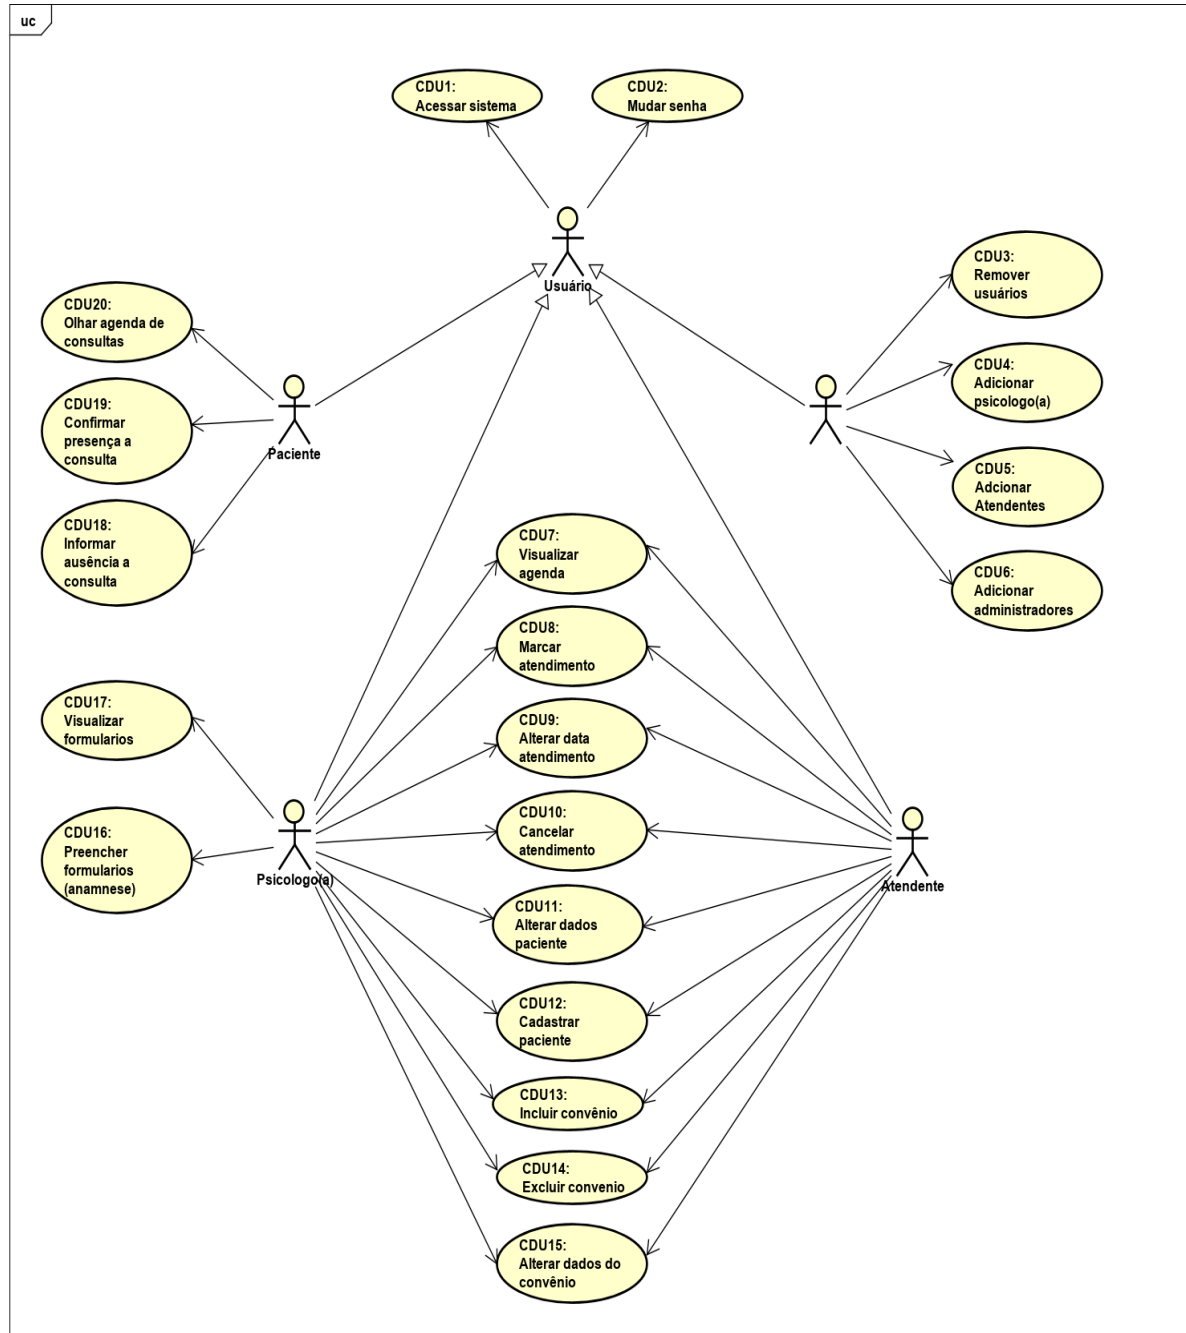 uc
CDU1:
Acessar sistema
CDU2:
Mudar senha
Usuário
CDU3:
Remover
usuários
CDU20:
Olhar agenda de
consultas
CDU4:
Adicionar
psicologo(a)
CDU19:
Confirmar
presença a
consulta
Paciente
CDU5:
Adcionar
Atendentes
CDU18:
Informar
ausência a
consulta
CDU6:
Adicionar
administradores
CDU7:
Visualizar
agenda
CDU8:
Marcar
atendimento
CDU17:
Visualizar
formularios
CDU9:
Alterar data
atendimento
CDU10:
Cancelar
atendimento
CDU16:
Preencher
formularios
(anamnese)
Psicologo(a)
Atendente
CDU11:
Alterar dados
paciente
CDU12:
Cadastrar
paciente
CDU13:
Incluir convênio
CDU14:
Excluir convenio
CDU15:
Alterar dados do
convênio